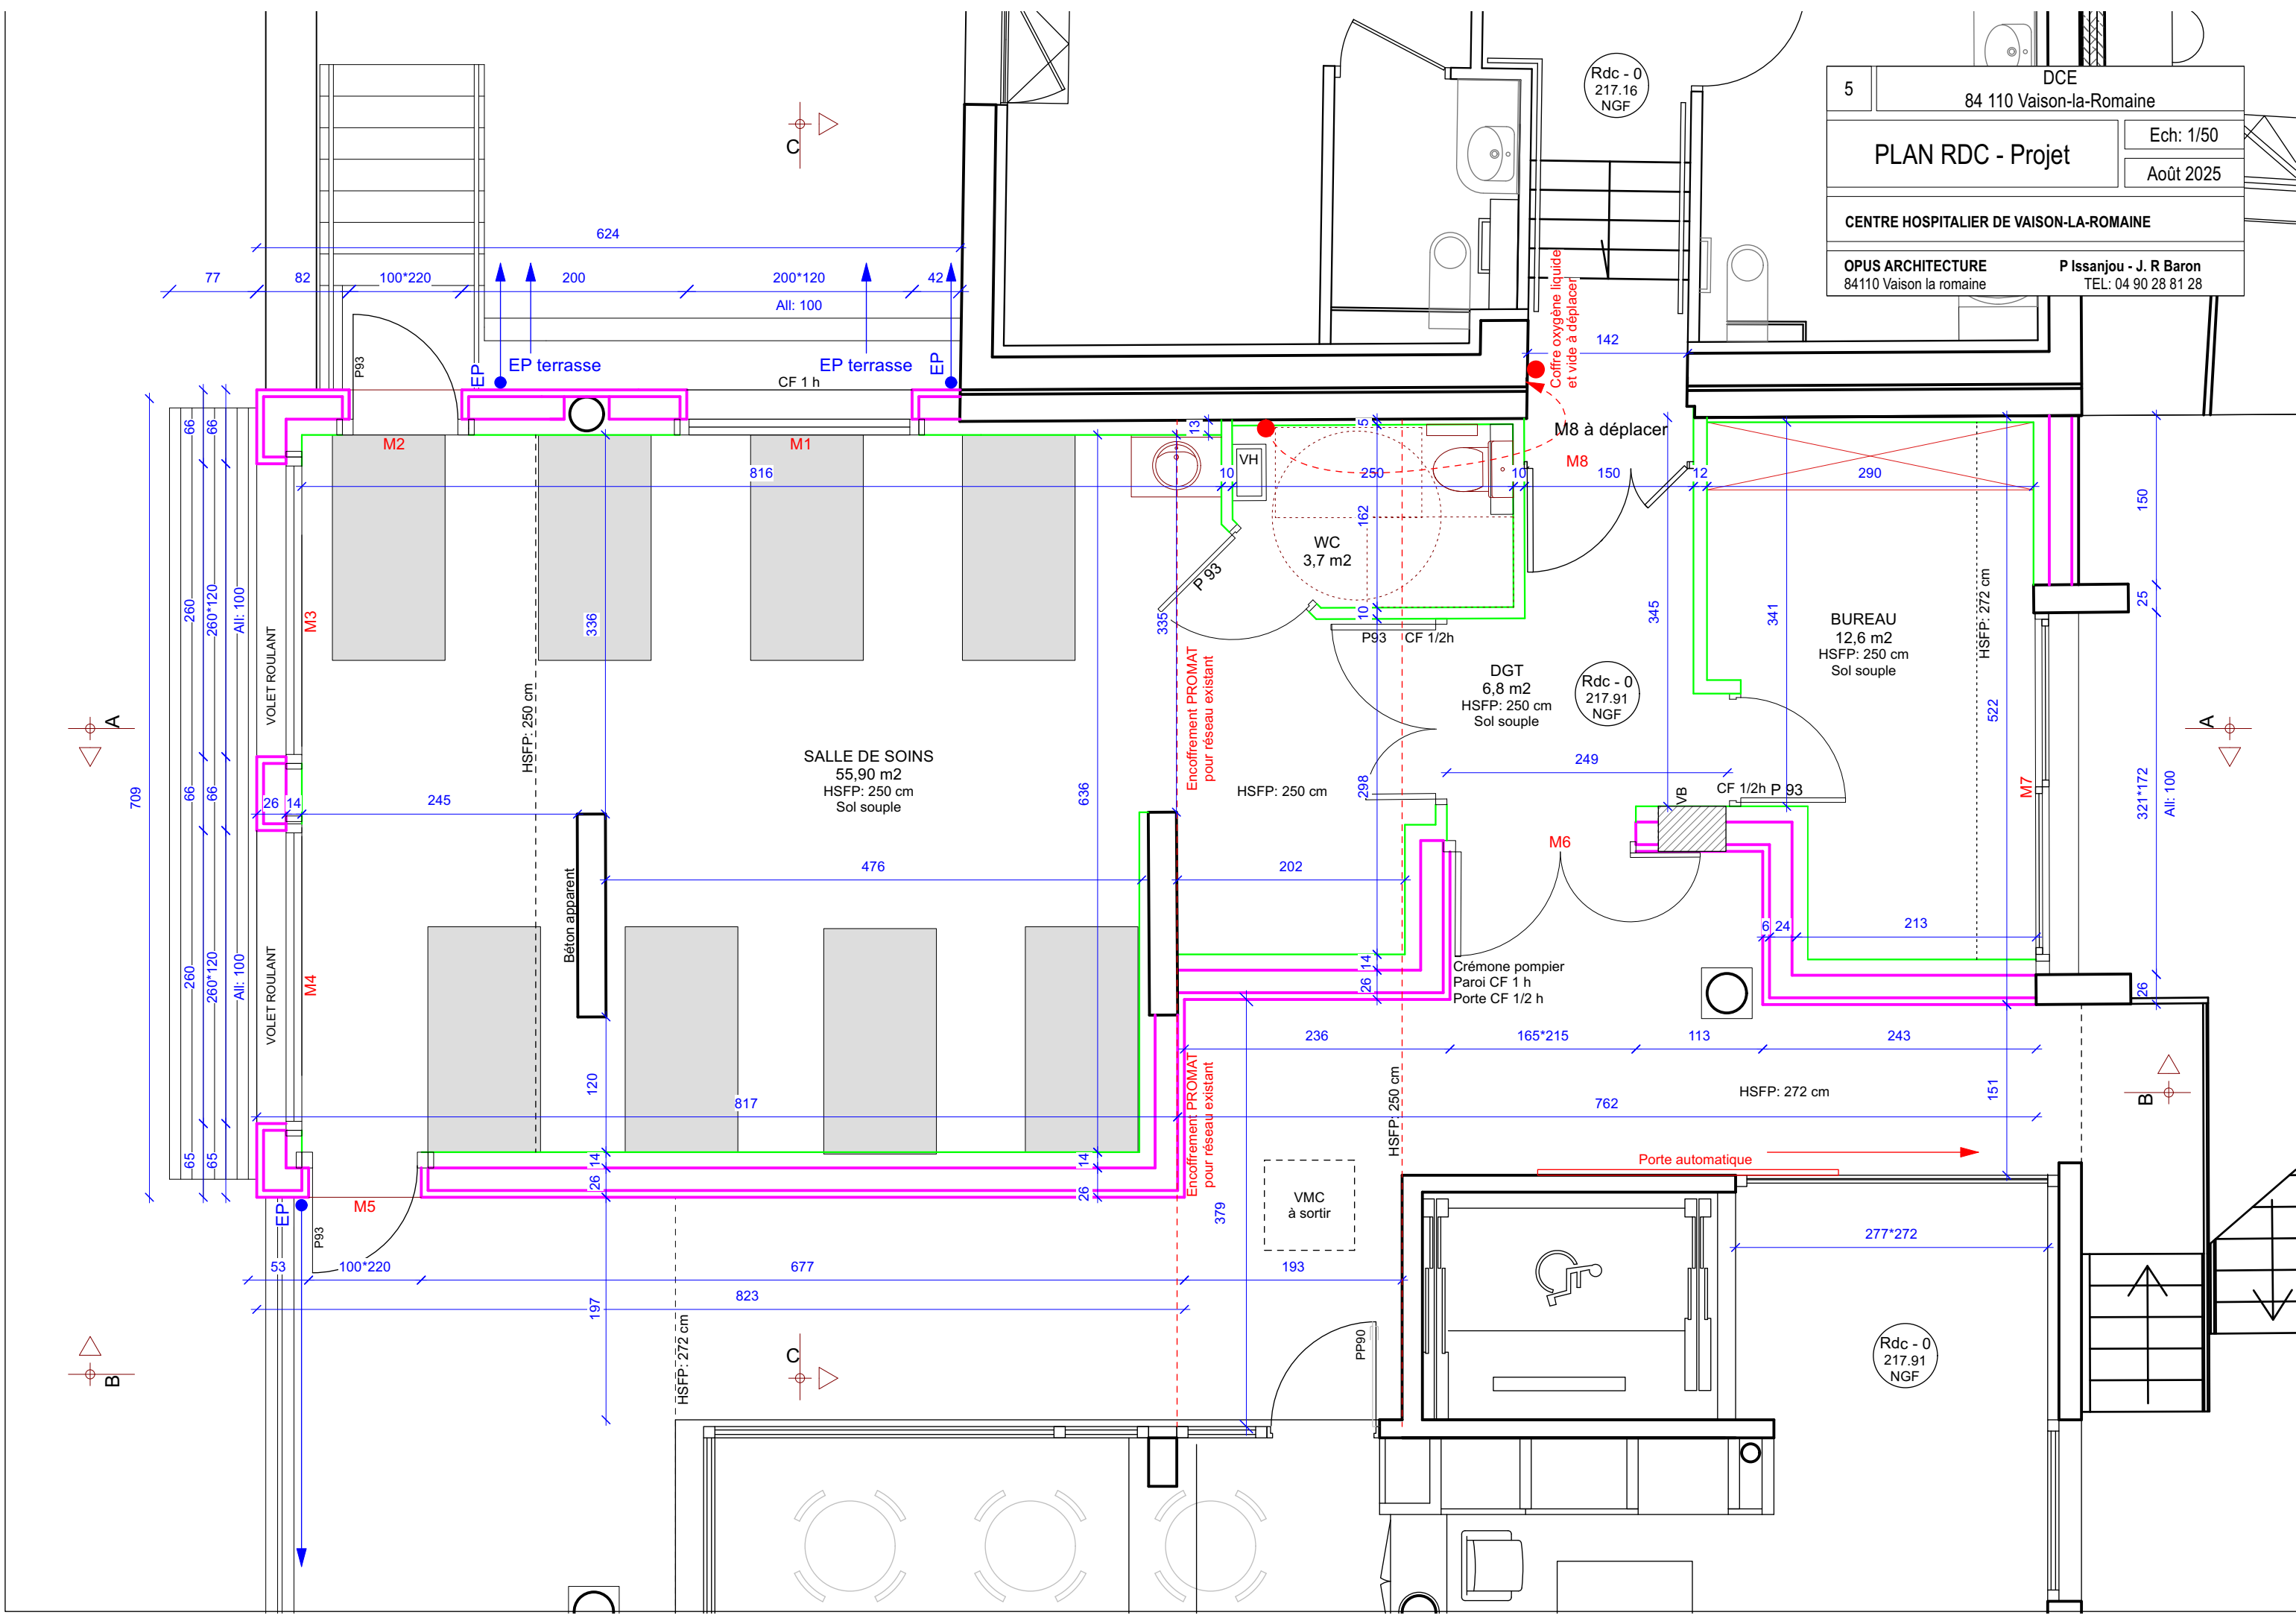 5
DCE
84 110 Vaison-la-Romaine
PLAN RDC - Projet
Ech: 1/50
Août 2025
CENTRE HOSPITALIER DE VAISON-LA-ROMAINE
OPUS ARCHITECTURE
84110 Vaison la romaine
P Issanjou - J. R Baron
TEL: 04 90 28 81 28
Rdc - 0
217.16
NGF
C
624
77
82
100*220
200
200*120
42
All: 100
P93
EP
EP terrasse
EP terrasse
EP
CF 1 h
Coffre oxygène liquide
et vide à déplacer
142
M8 à déplacer
M8
M2
M1
13
5
VH
816
10
250
10
150
12
290
66
66
150
162
WC
3,7 m2
P 93
10
P93
CF 1/2h
260
260*120
All: 100
VOLET ROULANT
M3
336
335
345
341
HSFP: 272 cm
25
BUREAU
12,6 m2
HSFP: 250 cm
Sol souple
DGT
6,8 m2
HSFP: 250 cm
Sol souple
Rdc - 0
217.91
NGF
Encoffrement PROMAT
pour réseau existant
HSFP: 250 cm
522
A
A
SALLE DE SOINS
55,90 m2
HSFP: 250 cm
Sol souple
709
66
66
26
14
245
636
HSFP: 250 cm
298
249
VB
CF 1/2h
P 93
M7
321*172
All: 100
M6
476
202
Béton apparent
260
260*120
All: 100
VOLET ROULANT
M4
6
24
213
14
26
Crémone pompier
Paroi CF 1 h
Porte CF 1/2 h
26
236
165*215
113
243
120
817
762
HSFP: 250 cm
HSFP: 272 cm
151
B
Encoffrement PROMAT
pour réseau existant
65
65
14
26
14
26
379
VMC
à sortir
Porte automatique
EP
M5
P93
53
100*220
677
193
823
197
277*272
HSFP: 272 cm
C
PP90
Rdc - 0
217.91
NGF
B